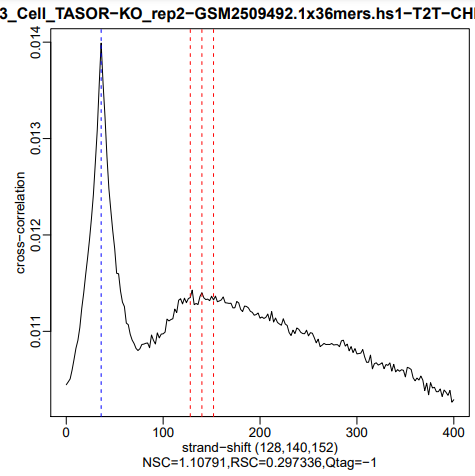 3_Cell_TASOR−KO_rep2−GSM2509492.1x36mers.hs1−T2T−CH
0.014
0.013
0.012
0.011
cross−correlation
0
100
200
300
400
strand−shift (128,140,152)
NSC=1.10791,RSC=0.297336,Qtag=−1